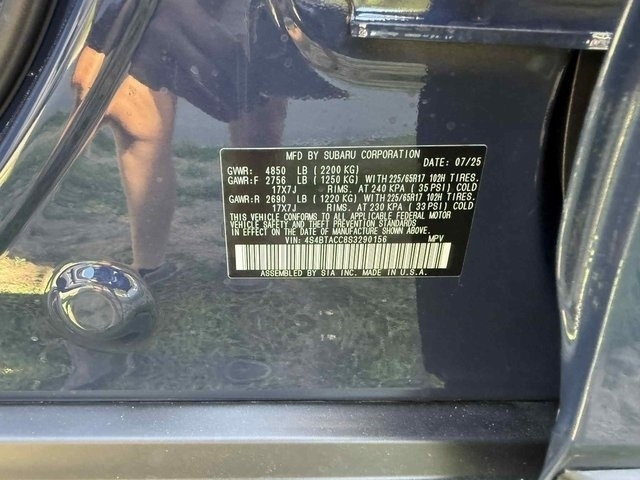 MFD BY SUBARU CORPORATION DATE: 07/25
GVWR: 4850 LB (2200 KG)
GAWR:F 2756 LB (1250 KG) WITH 225/65R17 102H TIRES.
17X7J RIMS. AT 240 KPA (35 PSI) COLD
GAWR:R 2690 LB (1220 KG) WITH 225/65R17 102H TIRES.
17X7J RIMS. AT 230 KPA (33 PSI) COLD
THIS VEHICLE CONFORMS TO ALL APPLICABLE FEDERAL MOTOR
VEHICLE SAFETY AND THEFT PREVENTION STANDARDS
IN EFFECT ON THE DATE OF MANUFACTURE SHOWN ABOVE.
VIN: 4S4BTACC8S3290156 MPV
ASSEMBLED BY SIA INC. MADE IN U.S.A.